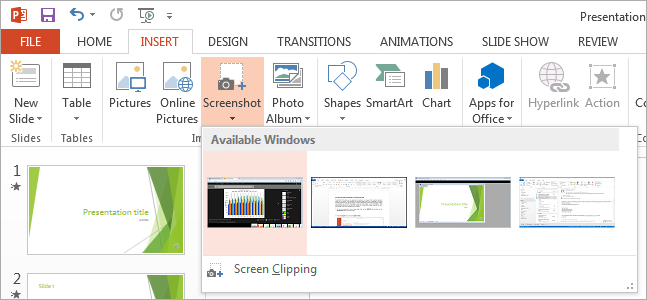 Presentation
FILE HOME INSERT DESIGN TRANSITIONS ANIMATIONS SLIDE SHOW REVIEW
New Slide Table Pictures Online Pictures Screenshot Photo Album Shapes SmartArt Chart Apps for Office Hyperlink Action Co
Slides Tables Im
Available Windows
1
Presentation title
2
Slide 1
Screen Clipping